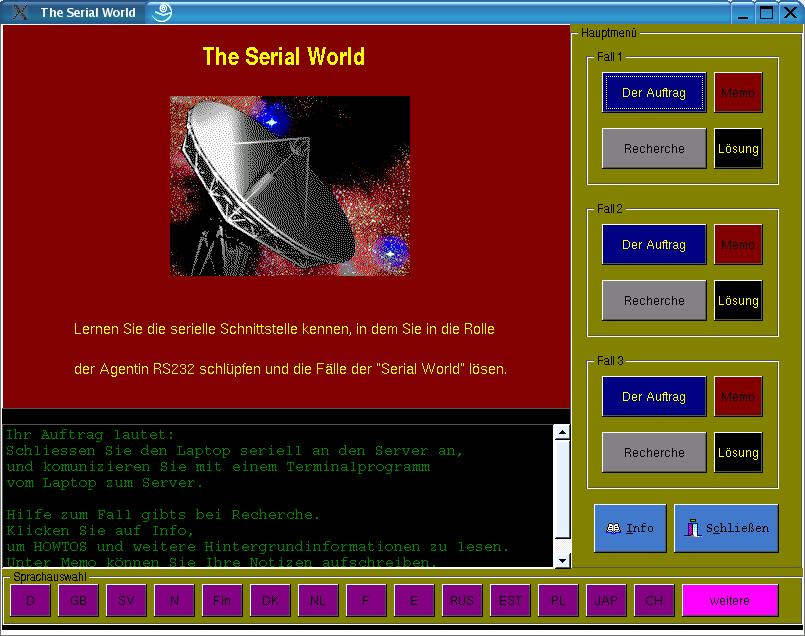 The Serial World
The Serial World
Lernen Sie die serielle Schnittstelle kennen, in dem Sie in die Rolle
der Agentin RS232 schlüpfen und die Fälle der "Serial World" lösen.
Ihr Auftrag lautet:
Schliessen Sie den Laptop seriell an den Server an,
und komunizieren Sie mit einem Terminalprogramm
vom Laptop zum Server.
Hilfe zum Fall gibts bei Recherche.
Klicken Sie auf Info,
um HOWTOS und weitere Hintergrundinformationen zu lesen.
Unter Memo können Sie Ihre Notizen aufschreiben.
Hauptmenü
Fall 1
Der Auftrag Memo
Recherche Lösung
Fall 2
Der Auftrag Memo
Recherche Lösung
Fall 3
Der Auftrag Memo
Recherche Lösung
Info Schließen
Sprachauswahl
D GB SV N FIn DK NL F E RUS EST PL JAP CH weitere